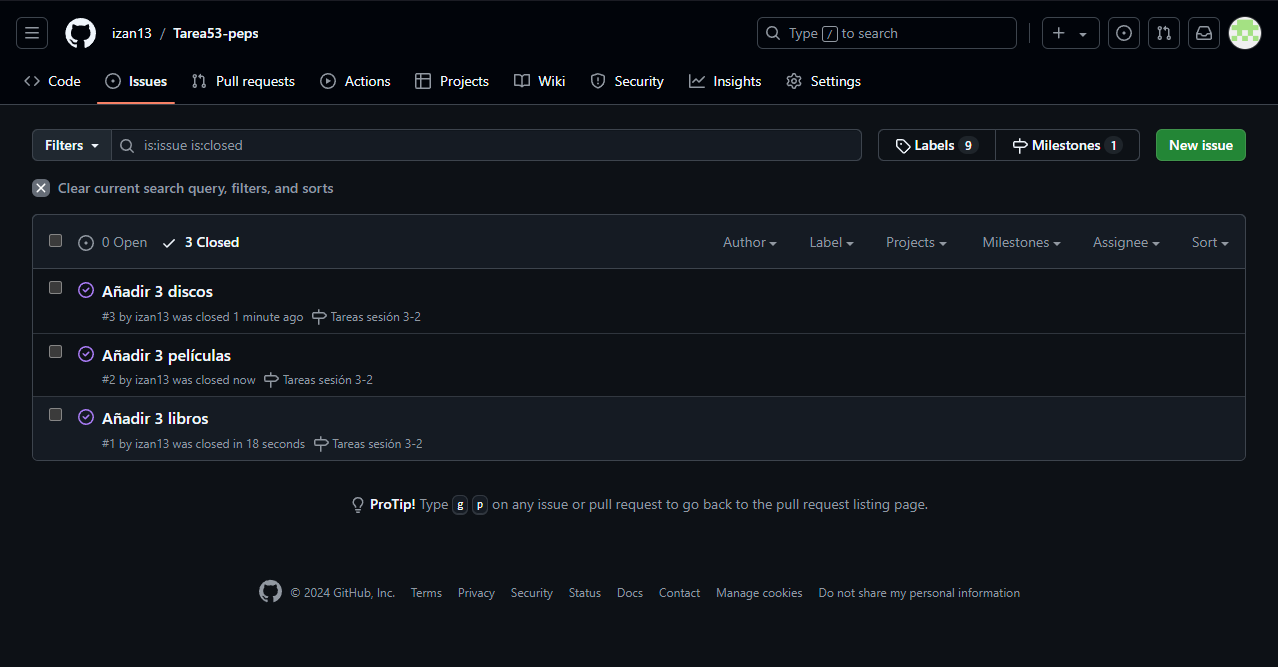 izan13 / Tarea53-peps
Type / to search
Code Issues Pull requests Actions Projects Wiki Security Insights Settings
Filters is:issue is:closed Labels 9 Milestones 1 New issue
Clear current search query, filters, and sorts
0 Open 3 Closed Author Label Projects Milestones Assignee Sort
Añadir 3 discos
#3 by izan13 was closed 1 minute ago Tareas sesión 3-2
Añadir 3 películas
#2 by izan13 was closed now Tareas sesión 3-2
Añadir 3 libros
#1 by izan13 was closed in 18 seconds Tareas sesión 3-2
ProTip! Type g p on any issue or pull request to go back to the pull request listing page.
© 2024 GitHub, Inc. Terms Privacy Security Status Docs Contact Manage cookies Do not share my personal information